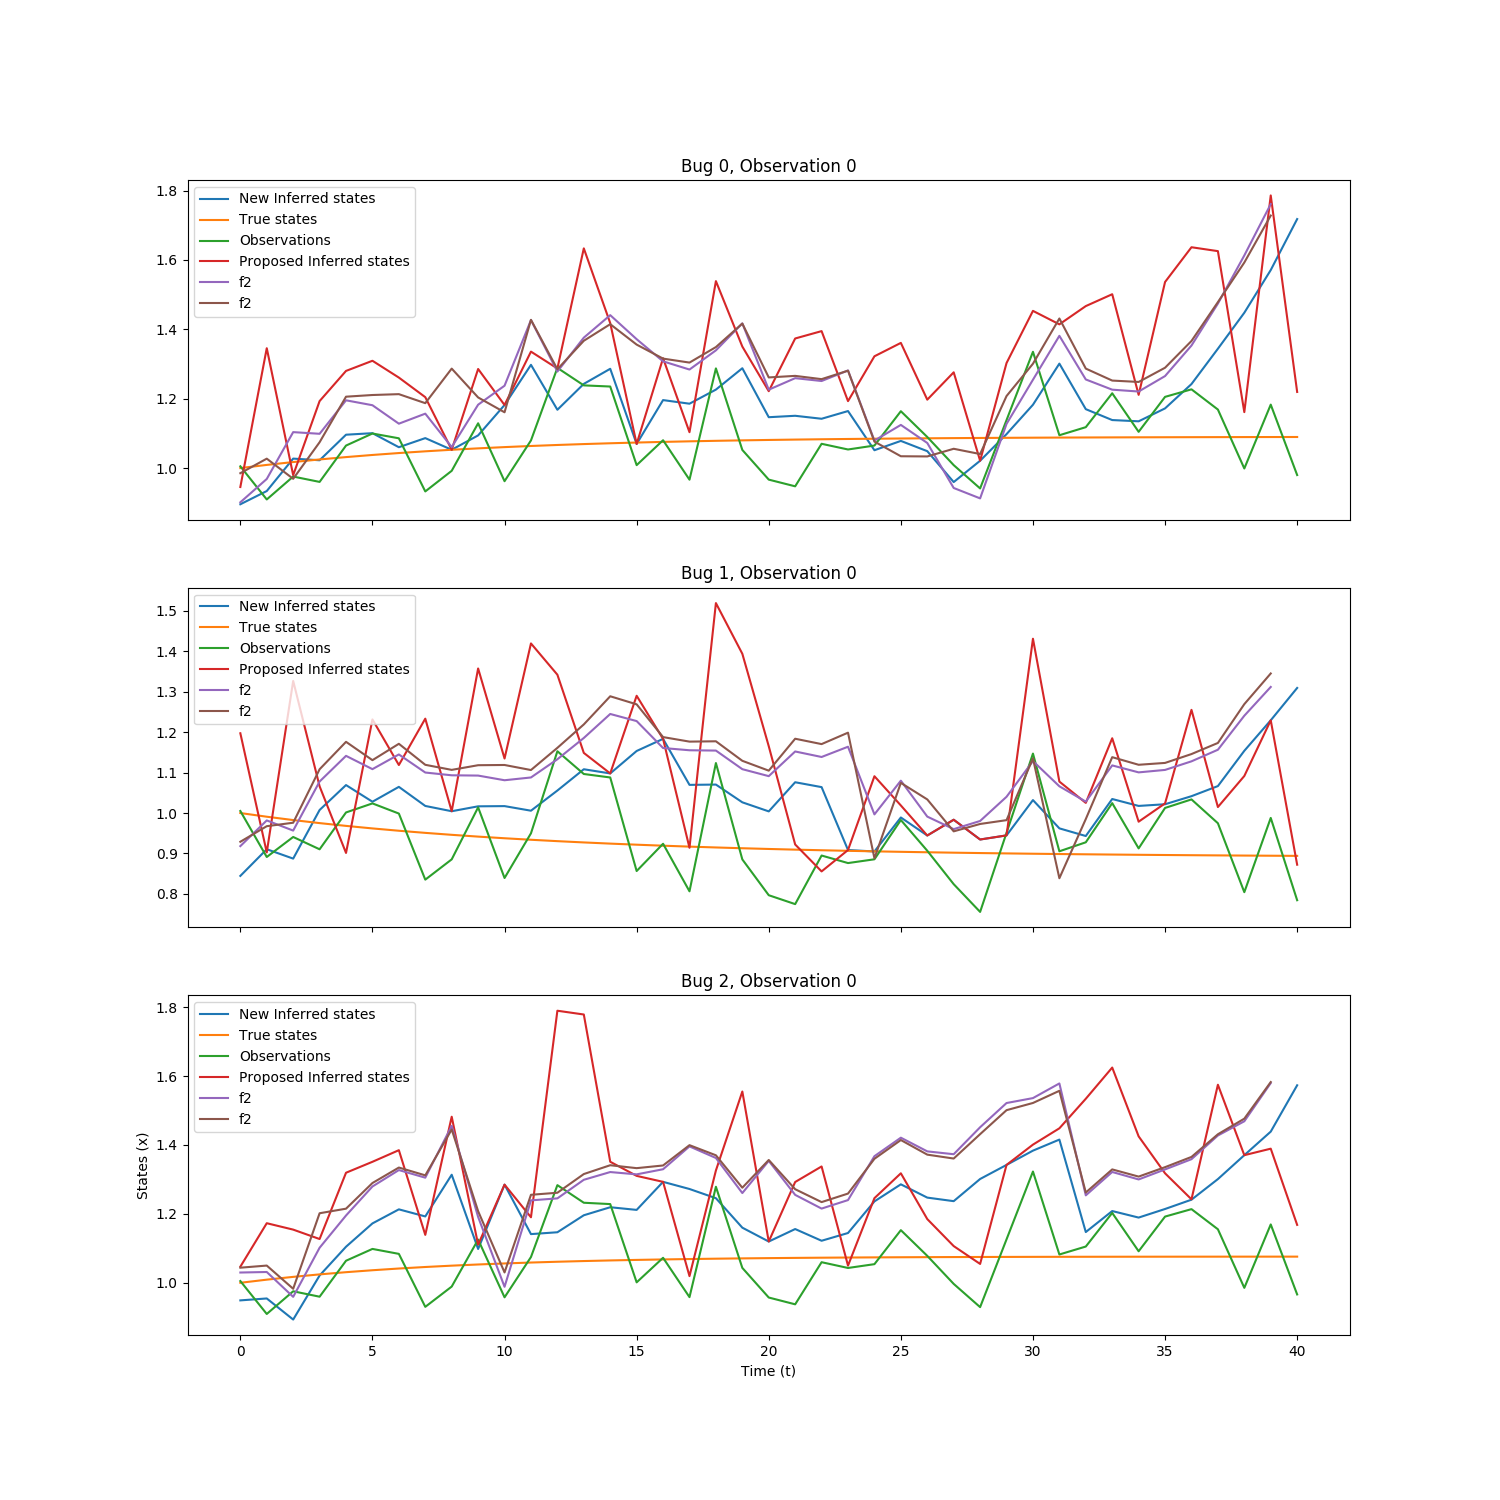 Bug 0, Observation 0
1.8
1.6
1.4
1.2
1.0
New Inferred states
True states
Observations
Proposed Inferred states
f2
f2
Bug 1, Observation 0
1.5
1.4
1.3
1.2
1.1
1.0
0.9
0.8
New Inferred states
True states
Observations
Proposed Inferred states
f2
f2
Bug 2, Observation 0
States (x)
1.8
1.6
1.4
1.2
1.0
New Inferred states
True states
Observations
Proposed Inferred states
f2
f2
0 5 10 15 20 25 30 35 40
Time (t)